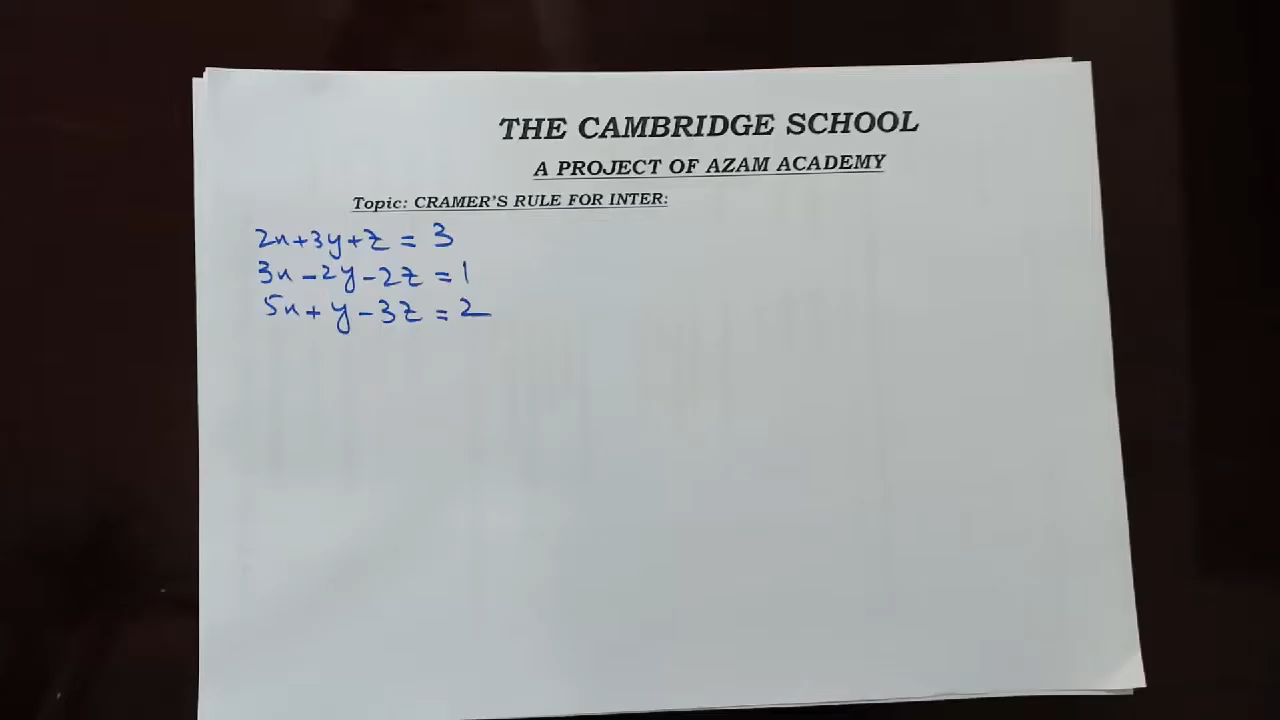 THE CAMBRIDGE SCHOOL
A PROJECT OF AZAM ACADEMY
Topic: CRAMER'S RULE FOR INTER:
2x+3y+z = 3
3x-2y-2z = 1
5x+y-3z = 2